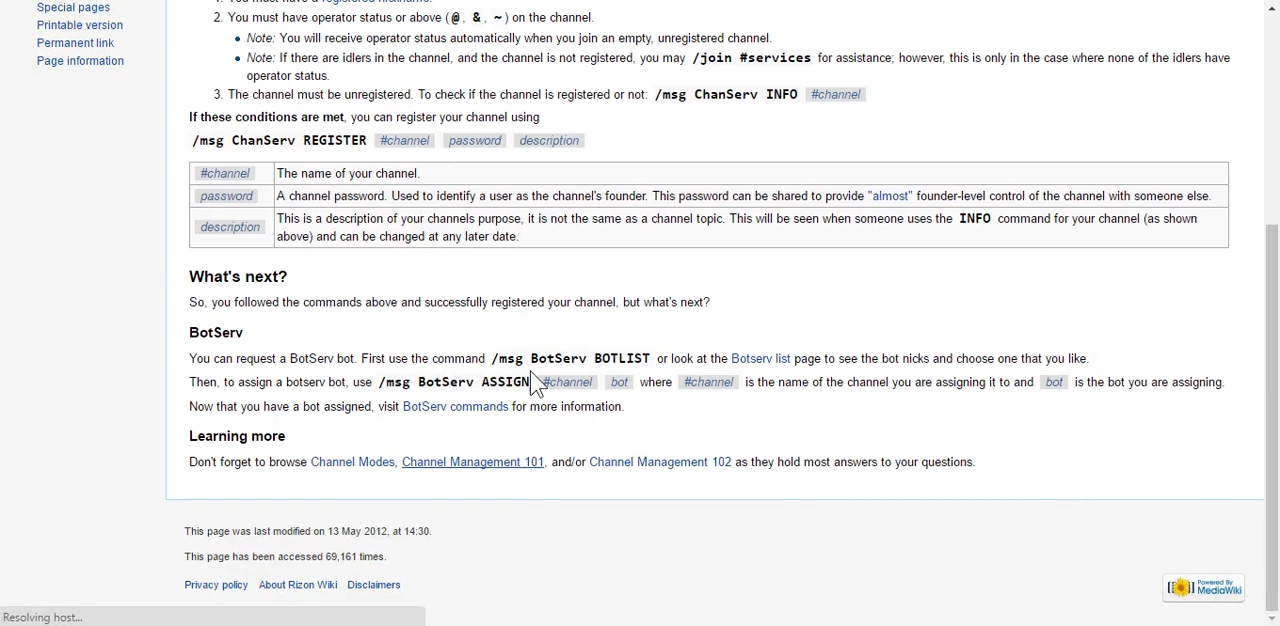 Special pages
Printable version
Permanent link
Page information
2. You must have operator status or above (@, &, ~) on the channel.
Note: You will receive operator status automatically when you join an empty, unregistered channel.
Note: If there are idlers in the channel, and the channel is not registered, you may /join #services for assistance; however, this is only in the case where none of the idlers have
operator status.
3. The channel must be unregistered. To check if the channel is registered or not: /msg ChanServ INFO #channel
If these conditions are met, you can register your channel using
/msg ChanServ REGISTER #channel password description
#channel The name of your channel.
password A channel password. Used to identify a user as the channel's founder. This password can be shared to provide "almost" founder-level control of the channel with someone else.
description This is a description of your channels purpose, it is not the same as a channel topic. This will be seen when someone uses the INFO command for your channel (as shown
above) and can be changed at any later date.
What's next?
So, you followed the commands above and successfully registered your channel, but what's next?
BotServ
You can request a BotServ bot. First use the command /msg BotServ BOTLIST or look at the Botserv list page to see the bot nicks and choose one that you like.
Then, to assign a botserv bot, use /msg BotServ ASSIGN #channel bot where #channel is the name of the channel you are assigning it to and bot is the bot you are assigning.
Now that you have a bot assigned, visit BotServ commands for more information.
Learning more
Don't forget to browse Channel Modes, Channel Management 101, and/or Channel Management 102 as they hold most answers to your questions.
This page was last modified on 13 May 2012, at 14:30.
This page has been accessed 69,161 times.
Privacy policy About Rizon Wiki Disclaimers
Powered By
MediaWiki
Resolving host...